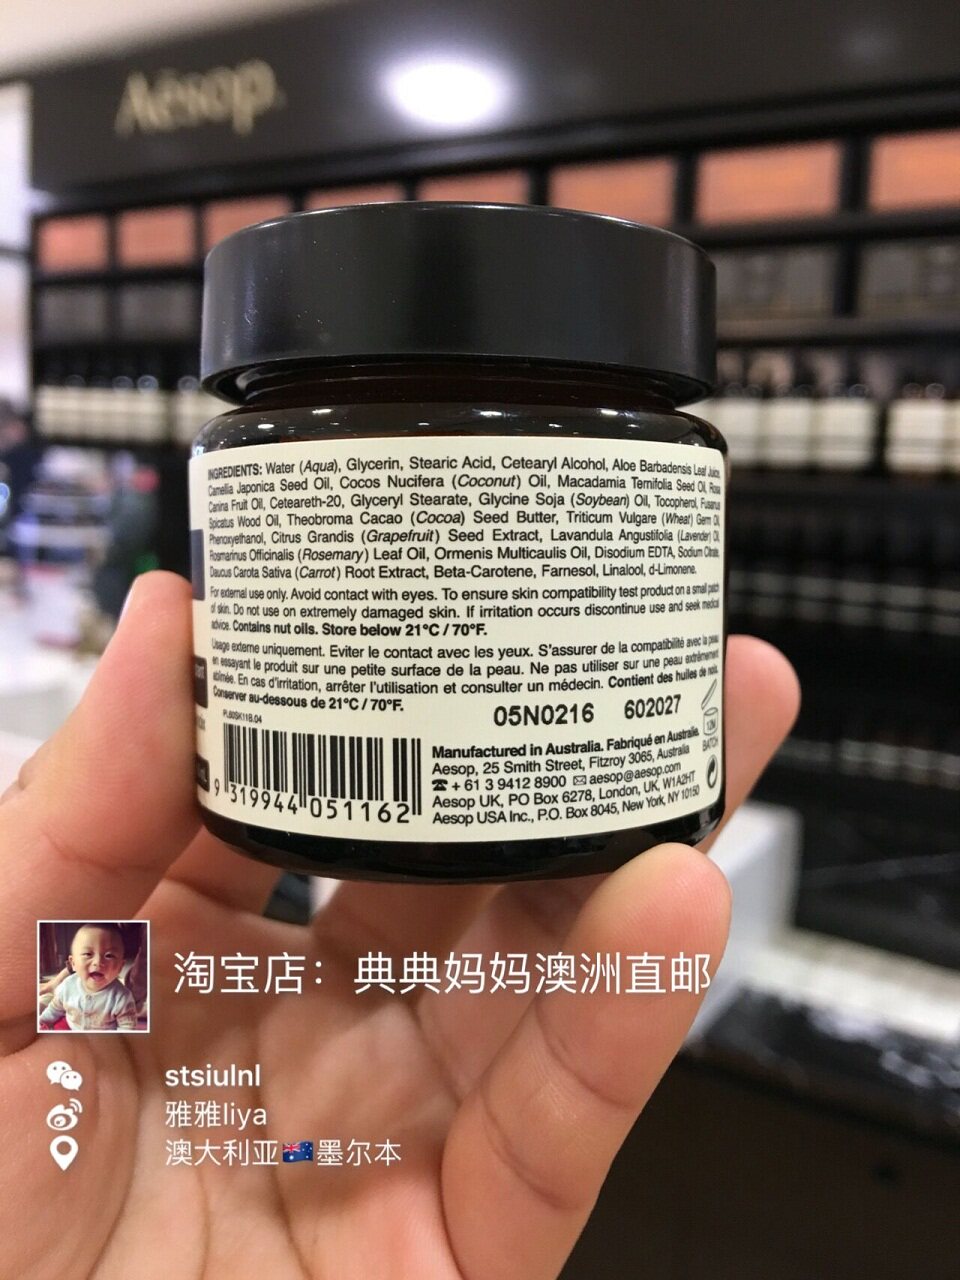 Aēsop.
INGREDIENTS: Water (Aqua), Glycerin, Stearic Acid, Cetearyl Alcohol, Aloe Barbadensis Leaf Juice,
Camellia Japonica Seed Oil, Cocos Nucifera (Coconut) Oil, Macadamia Ternifolia Seed Oil, Rosa
Canina Fruit Oil, Ceteareth-20, Glyceryl Stearate, Glycine Soja (Soybean) Oil, Tocopherol, Fusanus
Spicatus Wood Oil, Theobroma Cacao (Cocoa) Seed Butter, Triticum Vulgare (Wheat) Germ Oil,
Phenoxyethanol, Citrus Grandis (Grapefruit) Seed Extract, Lavandula Angustifolia (Lavender) Oil,
Rosmarinus Officinalis (Rosemary) Leaf Oil, Ormenis Multicaulis Oil, Disodium EDTA, Sodium Citrate,
Daucus Carota Sativa (Carrot) Root Extract, Beta-Carotene, Farnesol, Linalool, d-Limonene.
For external use only. Avoid contact with eyes. To ensure skin compatibility test product on a small patch
of skin. Do not use on extremely damaged skin. If irritation occurs discontinue use and seek medical
advice. Contains nut oils. Store below 21°C / 70°F.
Usage externe uniquement. Eviter le contact avec les yeux. S'assurer de la compatibilité avec la peau
en essayant le produit sur une petite surface de la peau. Ne pas utiliser sur une peau extrêmement
abîmée. En cas d'irritation, arrêter l'utilisation et consulter un médecin. Contient des huiles de noix.
Conserver au-dessous de 21°C / 70°F.
PL60SK11B.04
05N0216 602027
12M
BATCH
9 319944 051162
Manufactured in Australia. Fabriqué en Australie.
Aesop, 25 Smith Street, Fitzroy 3065, Australia
☎ + 61 3 9412 8900 ✉ aesop@aesop.com
Aesop UK, PO Box 6278, London, UK, W1A2HT
Aesop USA Inc., P.O. Box 8045, New York, NY 10150
淘宝店：典典妈妈澳洲直邮
stsiulnl
雅雅liya
澳大利亚🇦🇺墨尔本